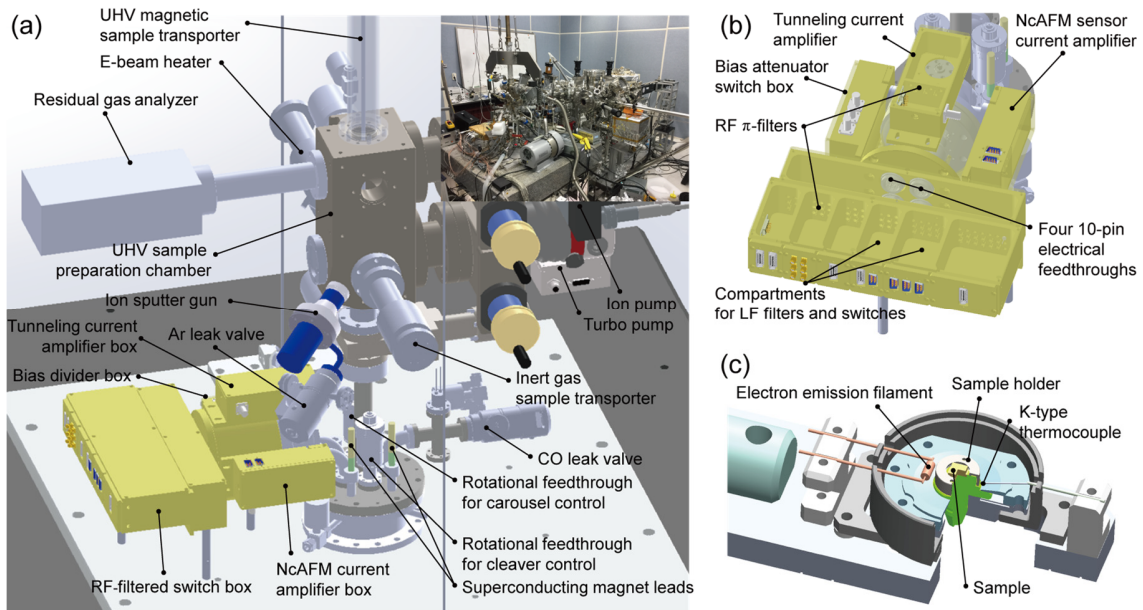 (a)
UHV magnetic
sample transporter
E-beam heater
Residual gas analyzer
UHV sample
preparation chamber
Ion sputter gun
Tunneling current
amplifier box
Ar leak valve
Bias divider box
Ion pump
Turbo pump
Inert gas
sample transporter
CO leak valve
Rotational feedthrough
for carousel control
Rotational feedthrough
for cleaver control
Superconducting magnet leads
NcAFM current
amplifier box
RF-filtered switch box
(b)
Tunneling current
amplifier
NcAFM sensor
current amplifier
Bias attenuator
switch box
RF π-filters
Four 10-pin
electrical
feedthroughs
Compartments
for LF filters and switches
(c)
Electron emission filament
Sample holder
K-type
thermocouple
Sample